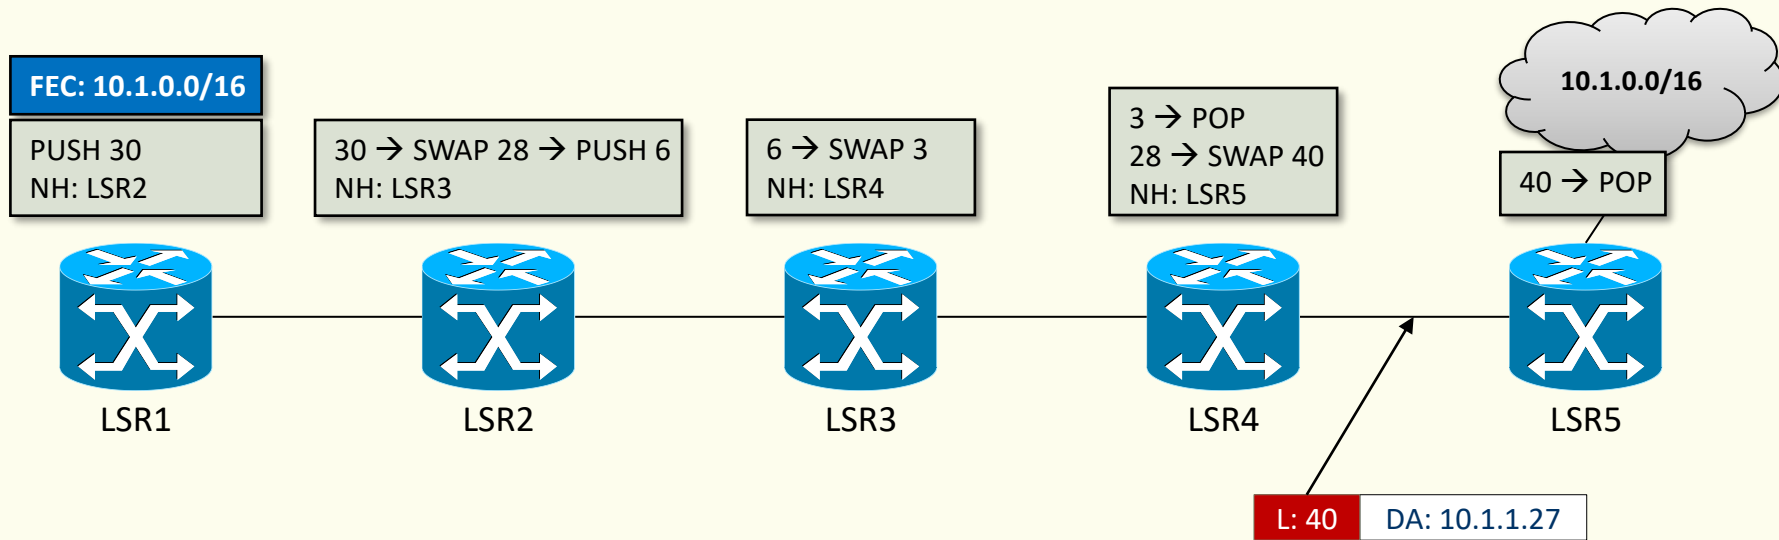 FEC: 10.1.0.0/16
PUSH 30
NH: LSR2
30 → SWAP 28 → PUSH 6
NH: LSR3
6 → SWAP 3
NH: LSR4
3 → POP
28 → SWAP 40
NH: LSR5
10.1.0.0/16
40 → POP
LSR1
LSR2
LSR3
LSR4
LSR5
L: 40
DA: 10.1.1.27